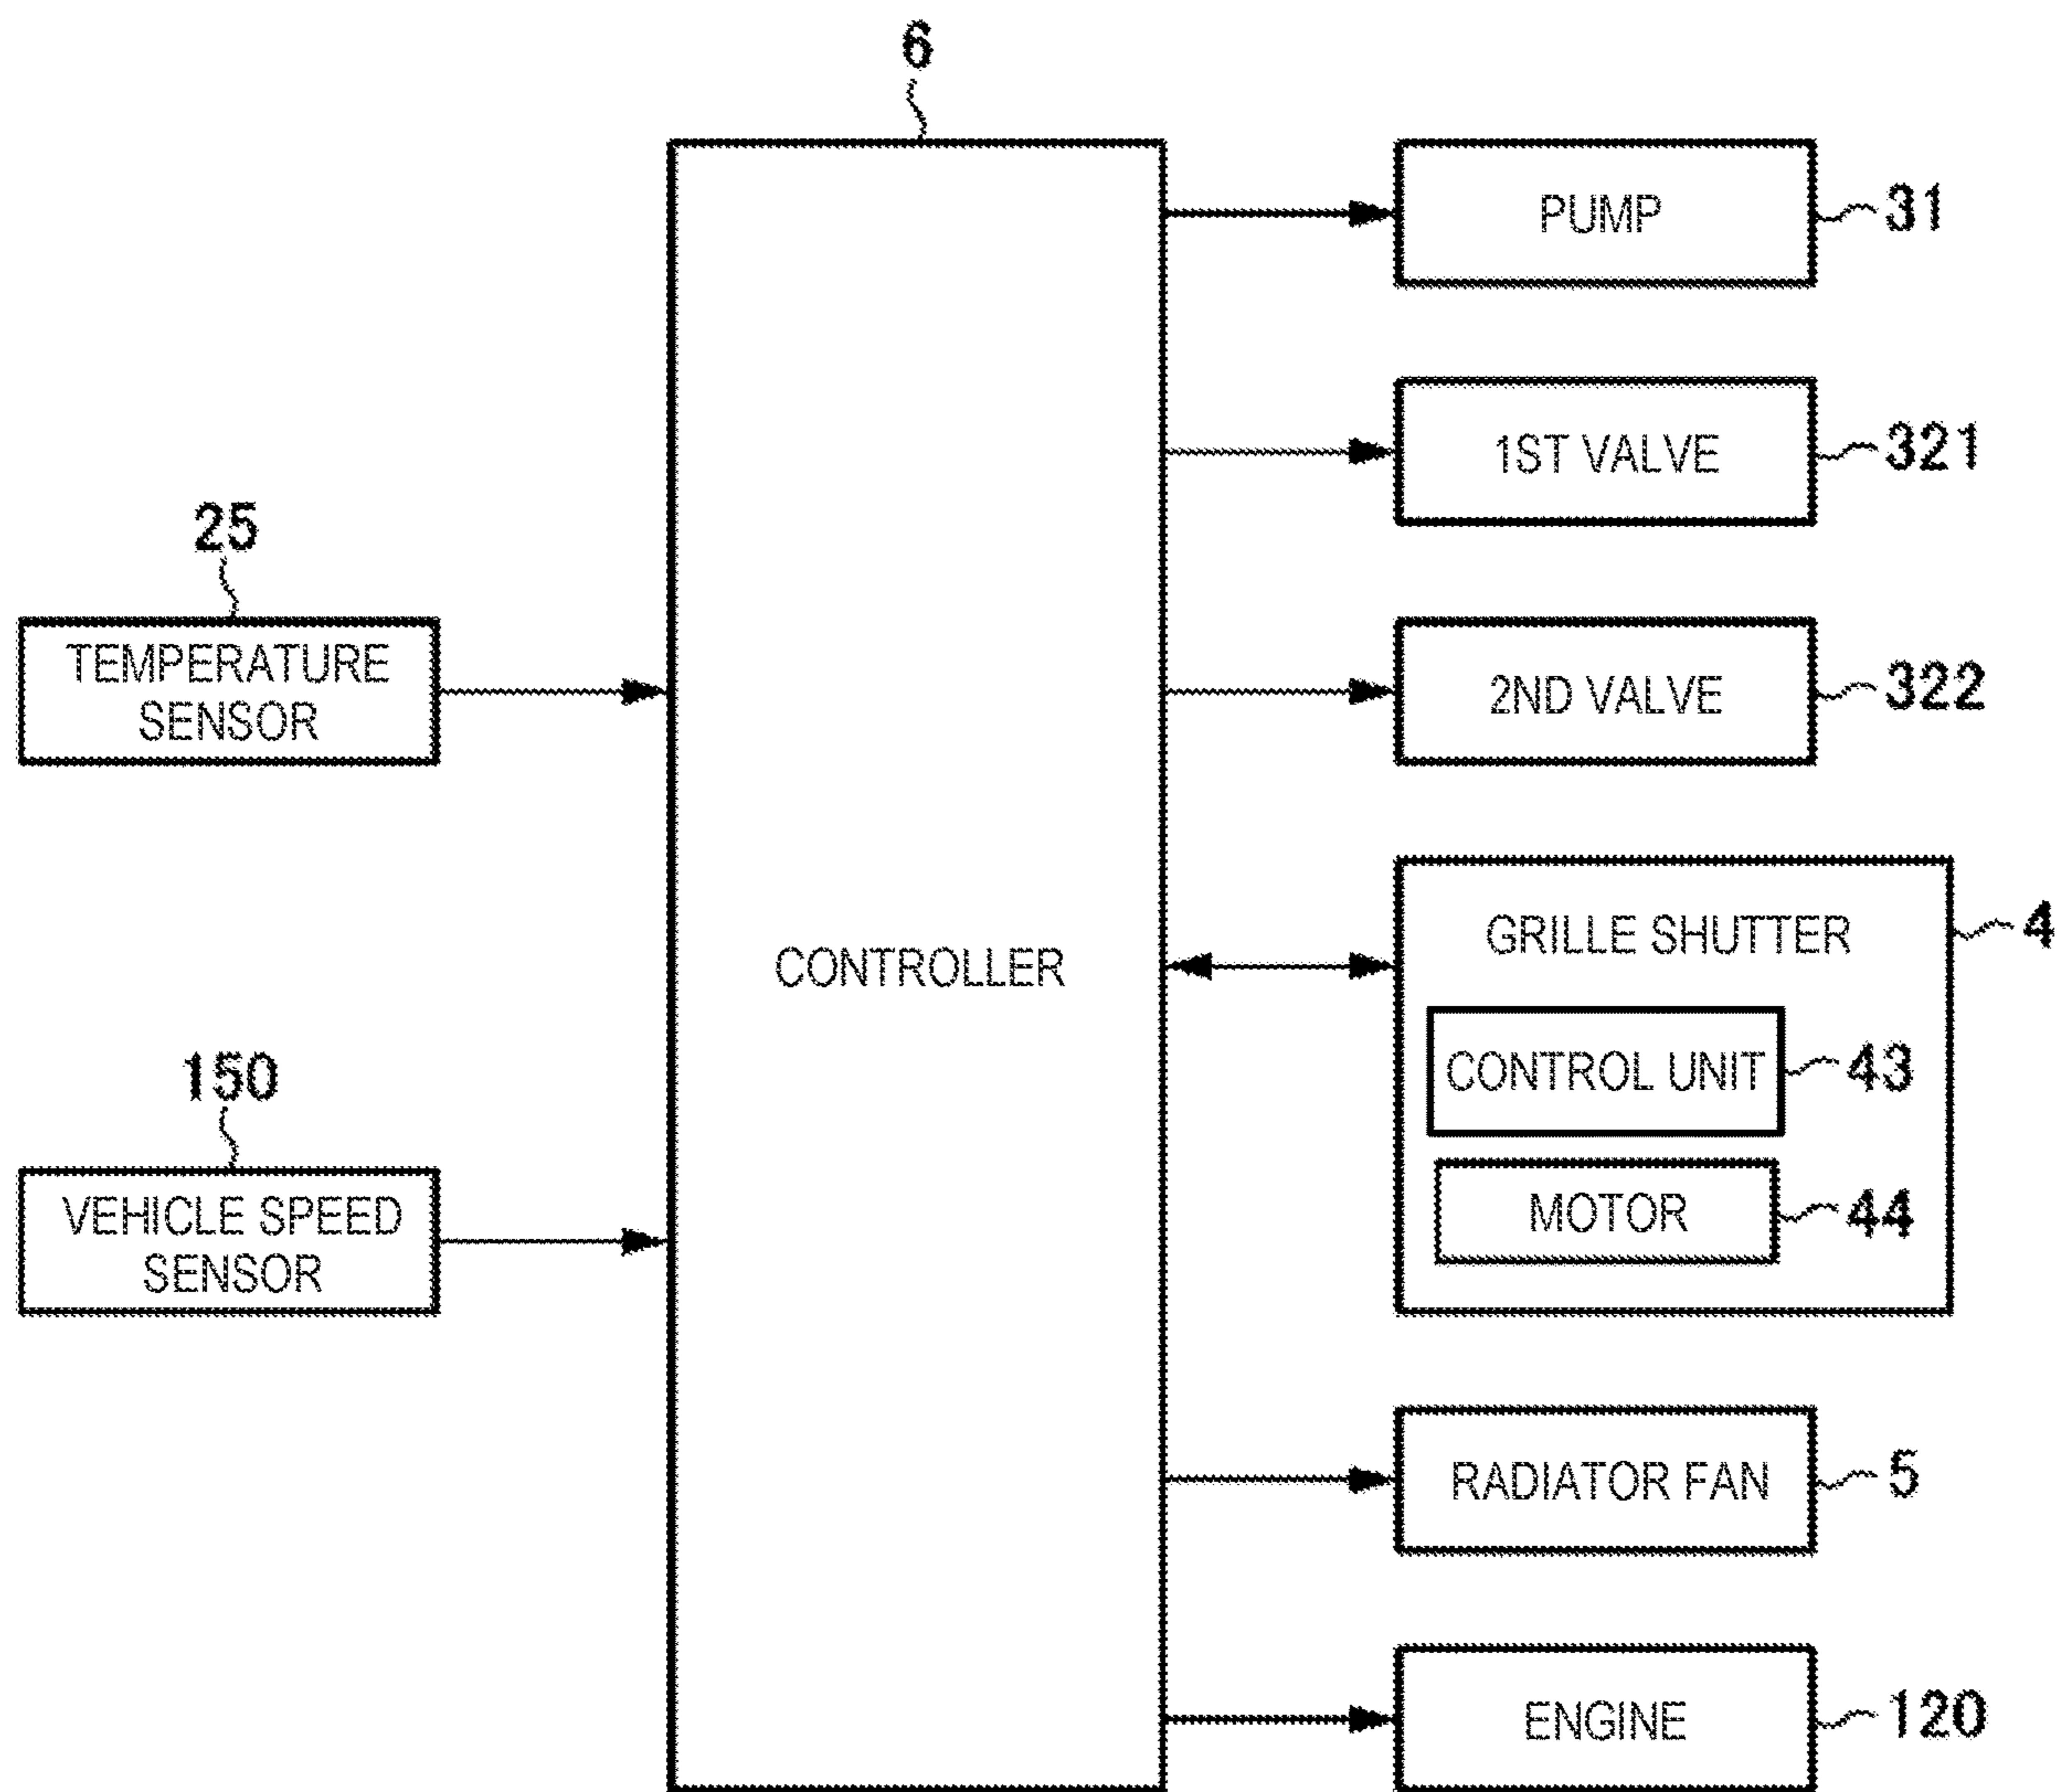 6
PUMP
31
1ST VALVE
321
25
TEMPERATURE
SENSOR
2ND VALVE
322
CONTROLLER
GRILLE SHUTTER
4
CONTROL UNIT
43
150
VEHICLE SPEED
SENSOR
MOTOR
44
RADIATOR FAN
5
ENGINE
120